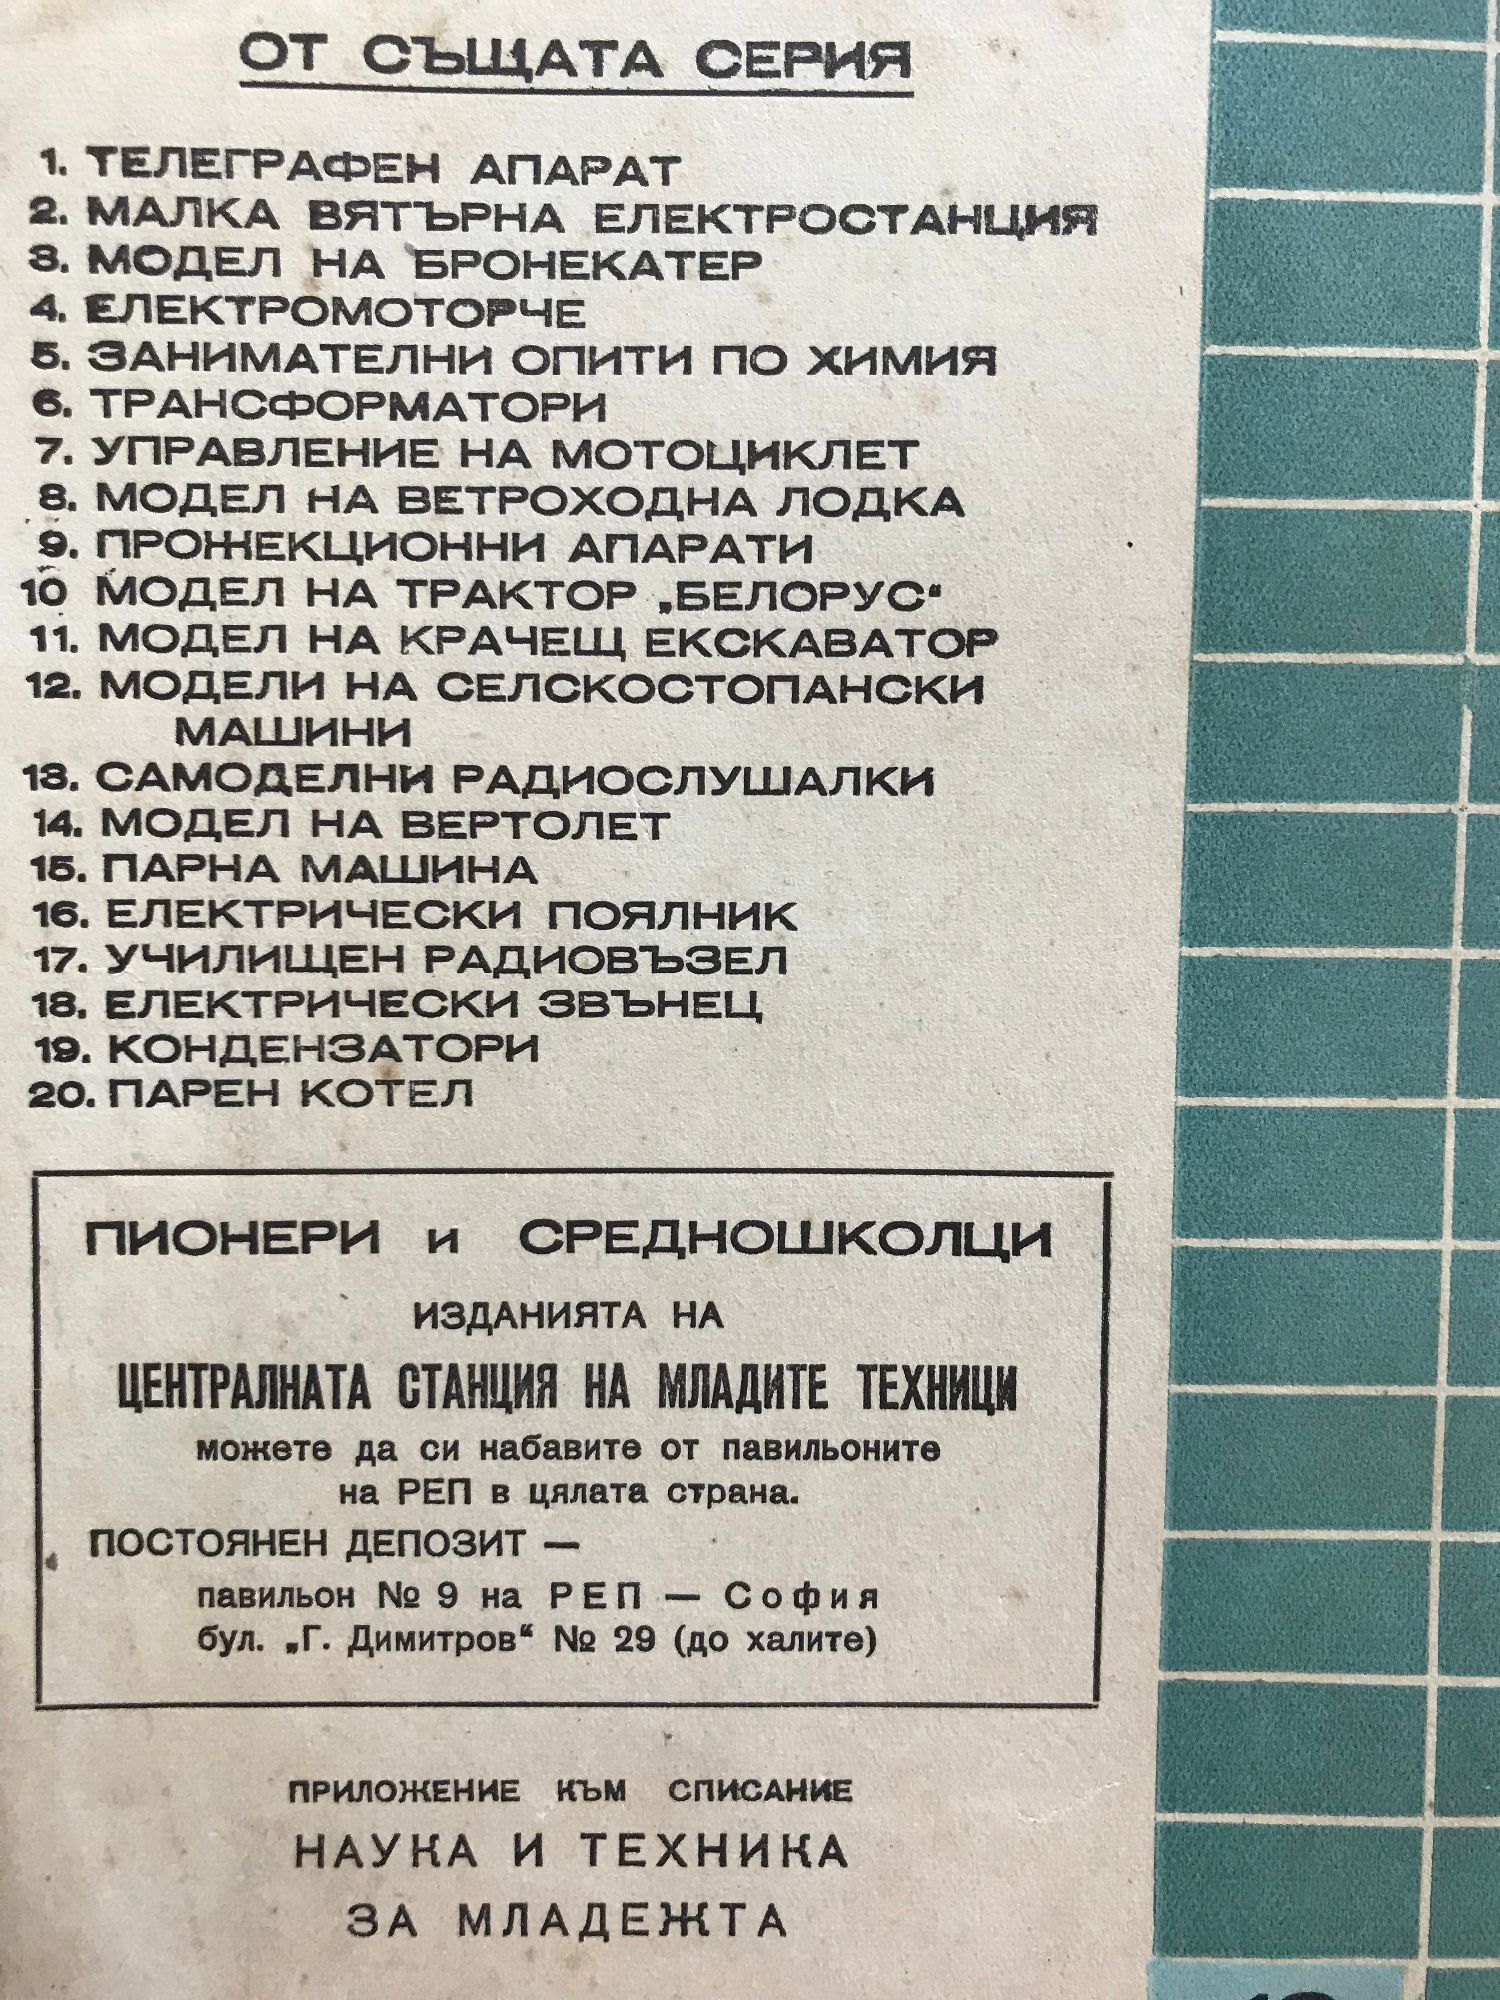 ОТ СЪЩАТА СЕРИЯ
1. ТЕЛЕГРАФЕН АПАРАТ
2. МАЛКА ВЯТЪРНА ЕЛЕКТРОСТАНЦИЯ
3. МОДЕЛ НА БРОНЕКАТЕР
4. ЕЛЕКТРОМОТОРЧЕ
5. ЗАНИМАТЕЛНИ ОПИТИ ПО ХИМИЯ
6. ТРАНСФОРМАТОРИ
7. УПРАВЛЕНИЕ НА МОТОЦИКЛЕТ
8. МОДЕЛ НА ВЕТРОХОДНА ЛОДКА
9. ПРОЖЕКЦИОННИ АПАРАТИ
10 МОДЕЛ НА ТРАКТОР „БЕЛОРУС“
11. МОДЕЛ НА КРАЧЕЩ ЕКСКАВАТОР
12. МОДЕЛИ НА СЕЛСКОСТОПАНСКИ
МАШИНИ
13. САМОДЕЛНИ РАДИОСЛУШАЛКИ
14. МОДЕЛ НА ВЕРТОЛЕТ
15. ПАРНА МАШИНА
16. ЕЛЕКТРИЧЕСКИ ПОЯЛНИК
17. УЧИЛИЩЕН РАДИОВЪЗЕЛ
18. ЕЛЕКТРИЧЕСКИ ЗВЪНЕЦ
19. КОНДЕНЗАТОРИ
20. ПАРЕН КОТЕЛ
ПИОНЕРИ и СРЕДНОШКОЛЦИ
ИЗДАНИЯТА НА
ЦЕНТРАЛНАТА СТАНЦИЯ НА МЛАДИТЕ ТЕХНИЦИ
можете да си набавите от павильоните
на РЕП в цялата страна.
ПОСТОЯНЕН ДЕПОЗИТ —
павильон № 9 на РЕП — София
бул. „Г. Димитров“ № 29 (до халите)
ПРИЛОЖЕНИЕ КЪМ СПИСАНИЕ
НАУКА И ТЕХНИКА
ЗА МЛАДЕЖТА